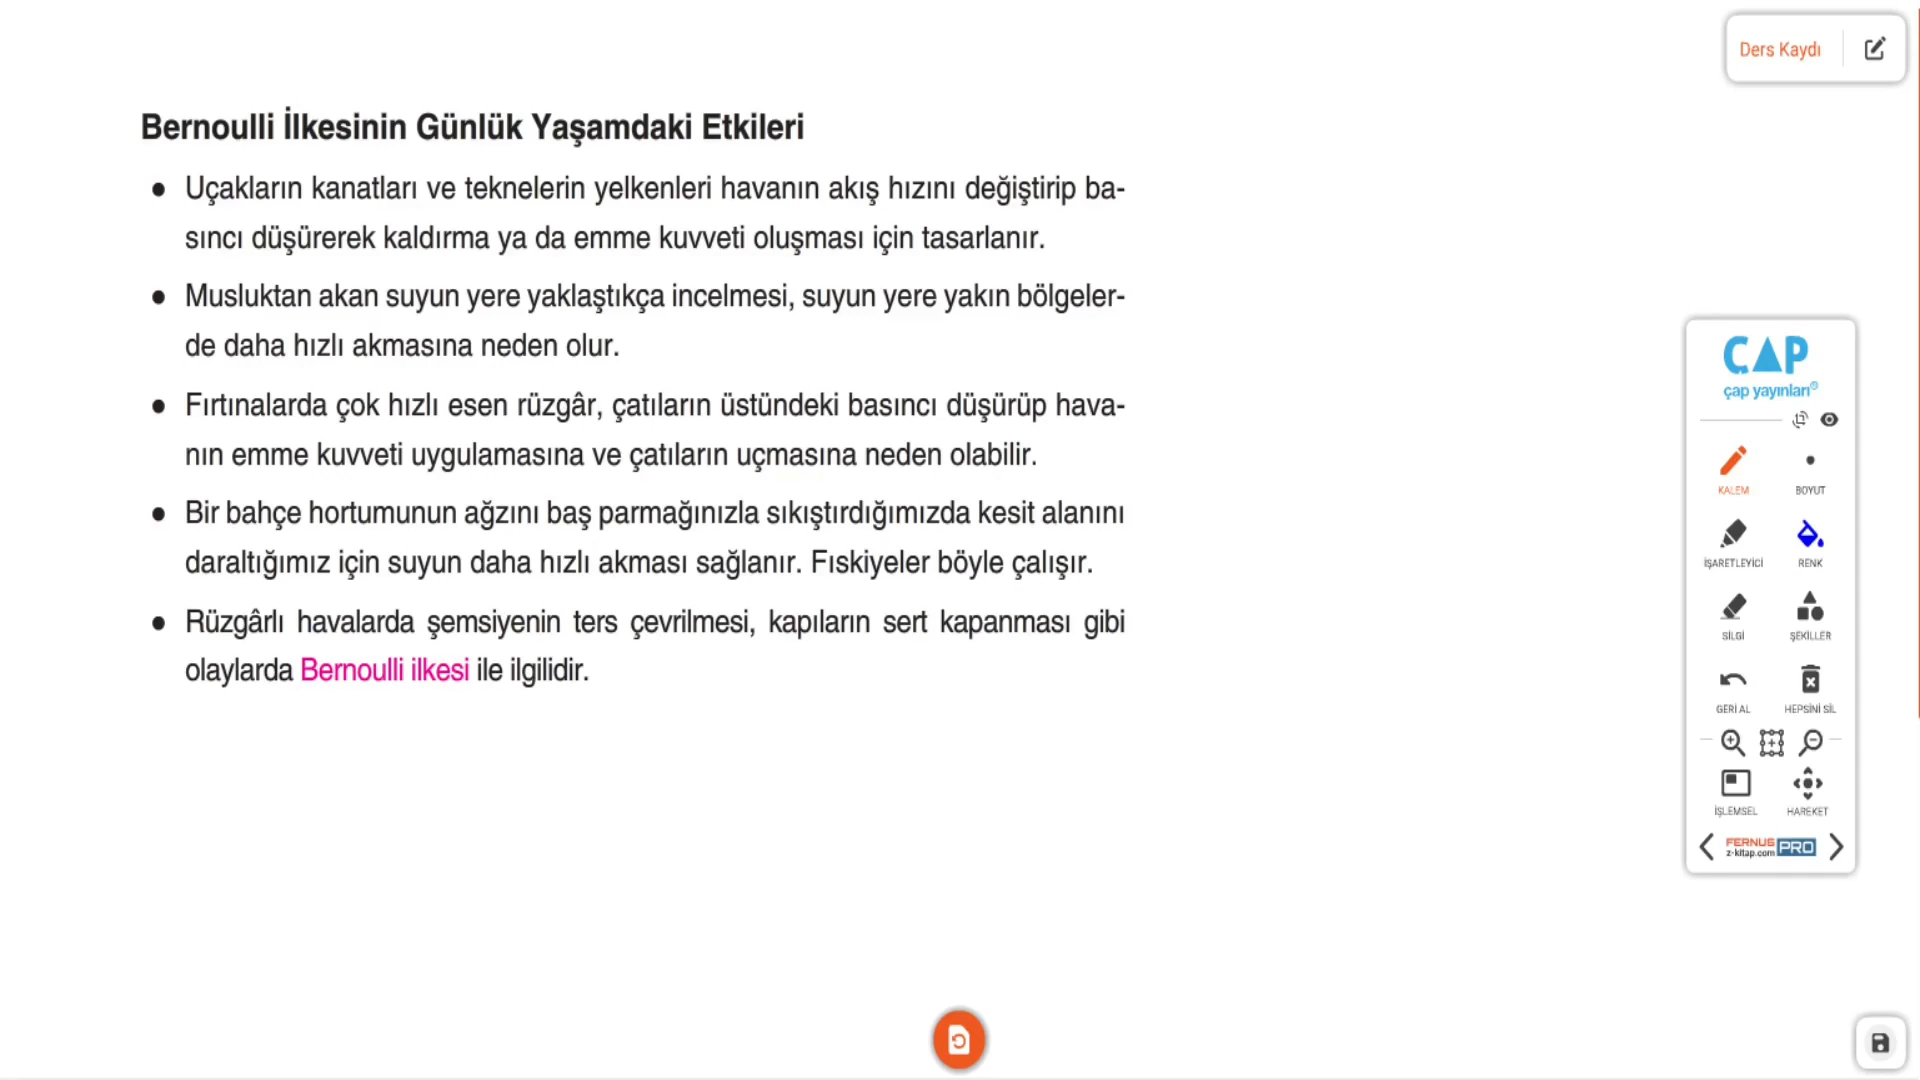 Ders Kaydı
Bernoulli İlkesinin Günlük Yaşamdaki Etkileri
● Uçakların kanatları ve teknelerin yelkenleri havanın akış hızını değiştirip ba-
sıncı düşürerek kaldırma ya da emme kuvveti oluşması için tasarlanır.
● Musluktan akan suyun yere yaklaştıkça incelmesi, suyun yere yakın bölgeler-
de daha hızlı akmasına neden olur.
● Fırtınalarda çok hızlı esen rüzgâr, çatıların üstündeki basıncı düşürüp hava-
nın emme kuvveti uygulamasına ve çatıların uçmasına neden olabilir.
● Bir bahçe hortumunun ağzını baş parmağınızla sıkıştırdığımızda kesit alanını
daraltığımız için suyun daha hızlı akması sağlanır. Fıskiyeler böyle çalışır.
● Rüzgârlı havalarda şemsiyenin ters çevrilmesi, kapıların sert kapanması gibi
olaylarda Bernoulli ilkesi ile ilgilidir.
ÇAP
çap yayınları®
KALEM BOYUT
İŞARETLEYİCİ RENK
SİLGİ ŞEKİLLER
GERİ AL HEPSİNİ SİL
İŞLEMSEL HAREKET
FERNUS PRO
z-kitap.com